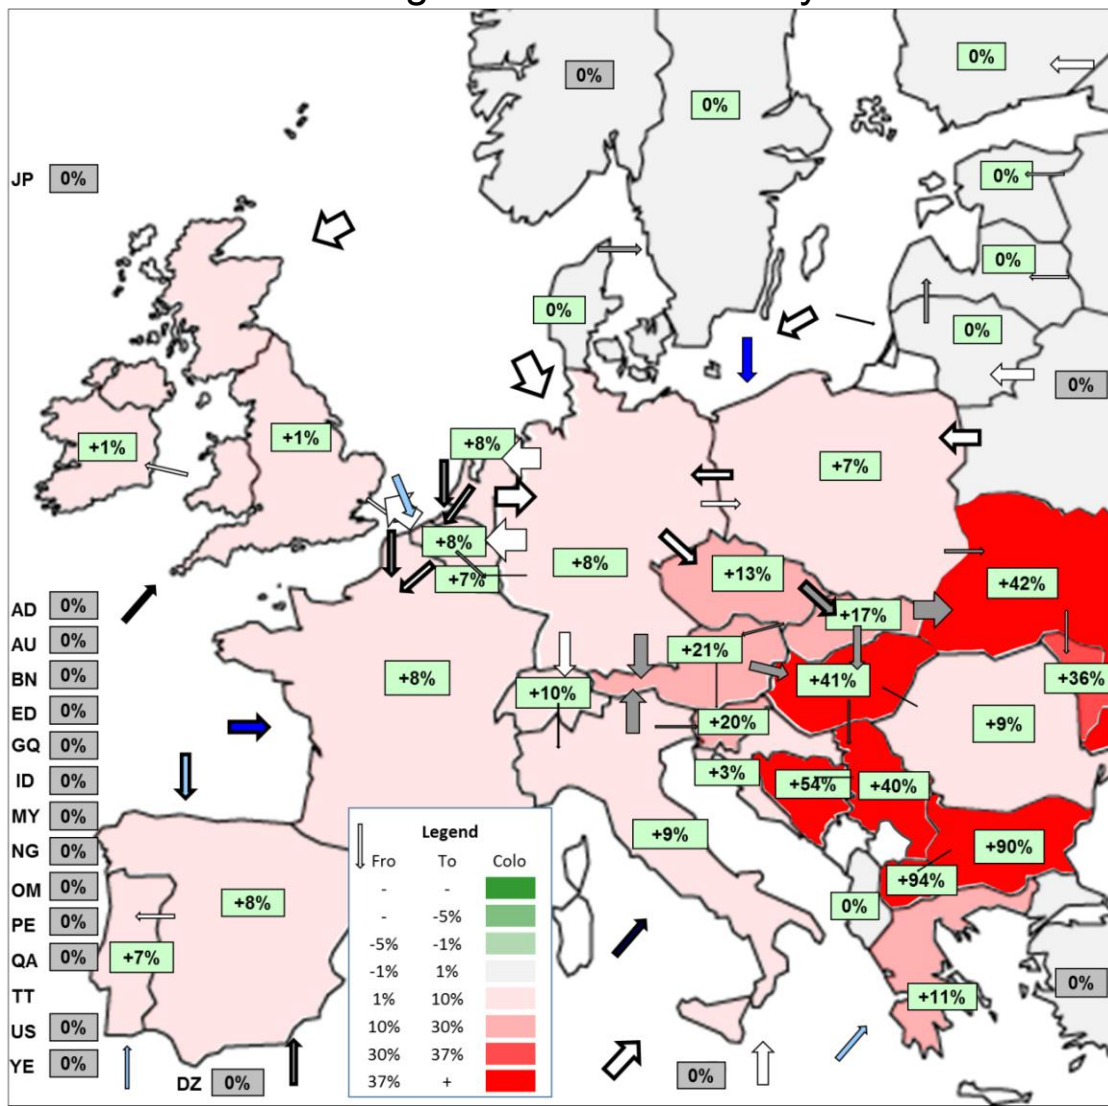 0%
0%
0%
JP 0%
0%
0%
0%
0%
0%
+1%
+1%
+8%
+7%
+8%
+8%
+13%
+7%
+42%
AD 0%
AU 0%
BN 0%
ED 0%
GQ 0%
ID 0%
MY 0%
NG 0%
OM 0%
PE 0%
QA 0%
TT
US 0%
YE 0%
DZ 0%
+17%
+21%
+8%
+10%
+41%
+36%
+20%
+9%
+3%
+54%
+40%
+9%
+90%
+94%
+8%
0%
+7%
0%
+11%
0%
Legend
Fro To Colo
- -
- -5%
-5% -1%
-1% 1%
1% 10%
10% 30%
30% 37%
37% +